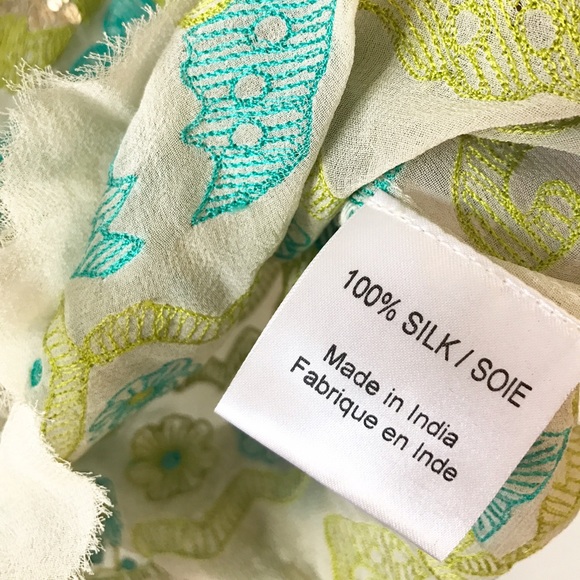 100% SILK / SOIE
Made in India
Fabrique en Inde